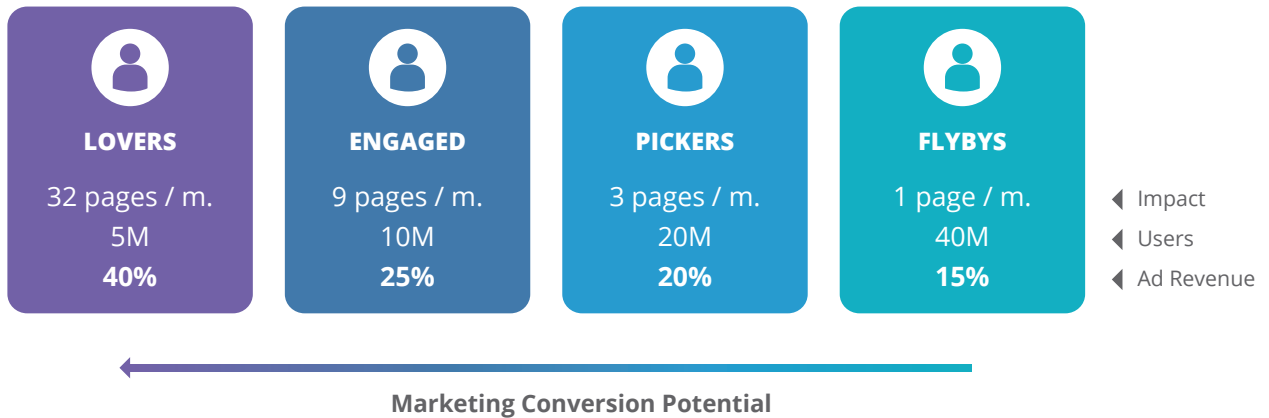 LOVERS
32 pages / m.
5M
40%
ENGAGED
9 pages / m.
10M
25%
PICKERS
3 pages / m.
20M
20%
FLYBYS
1 page / m.
40M
15%
Impact
Users
Ad Revenue
Marketing Conversion Potential